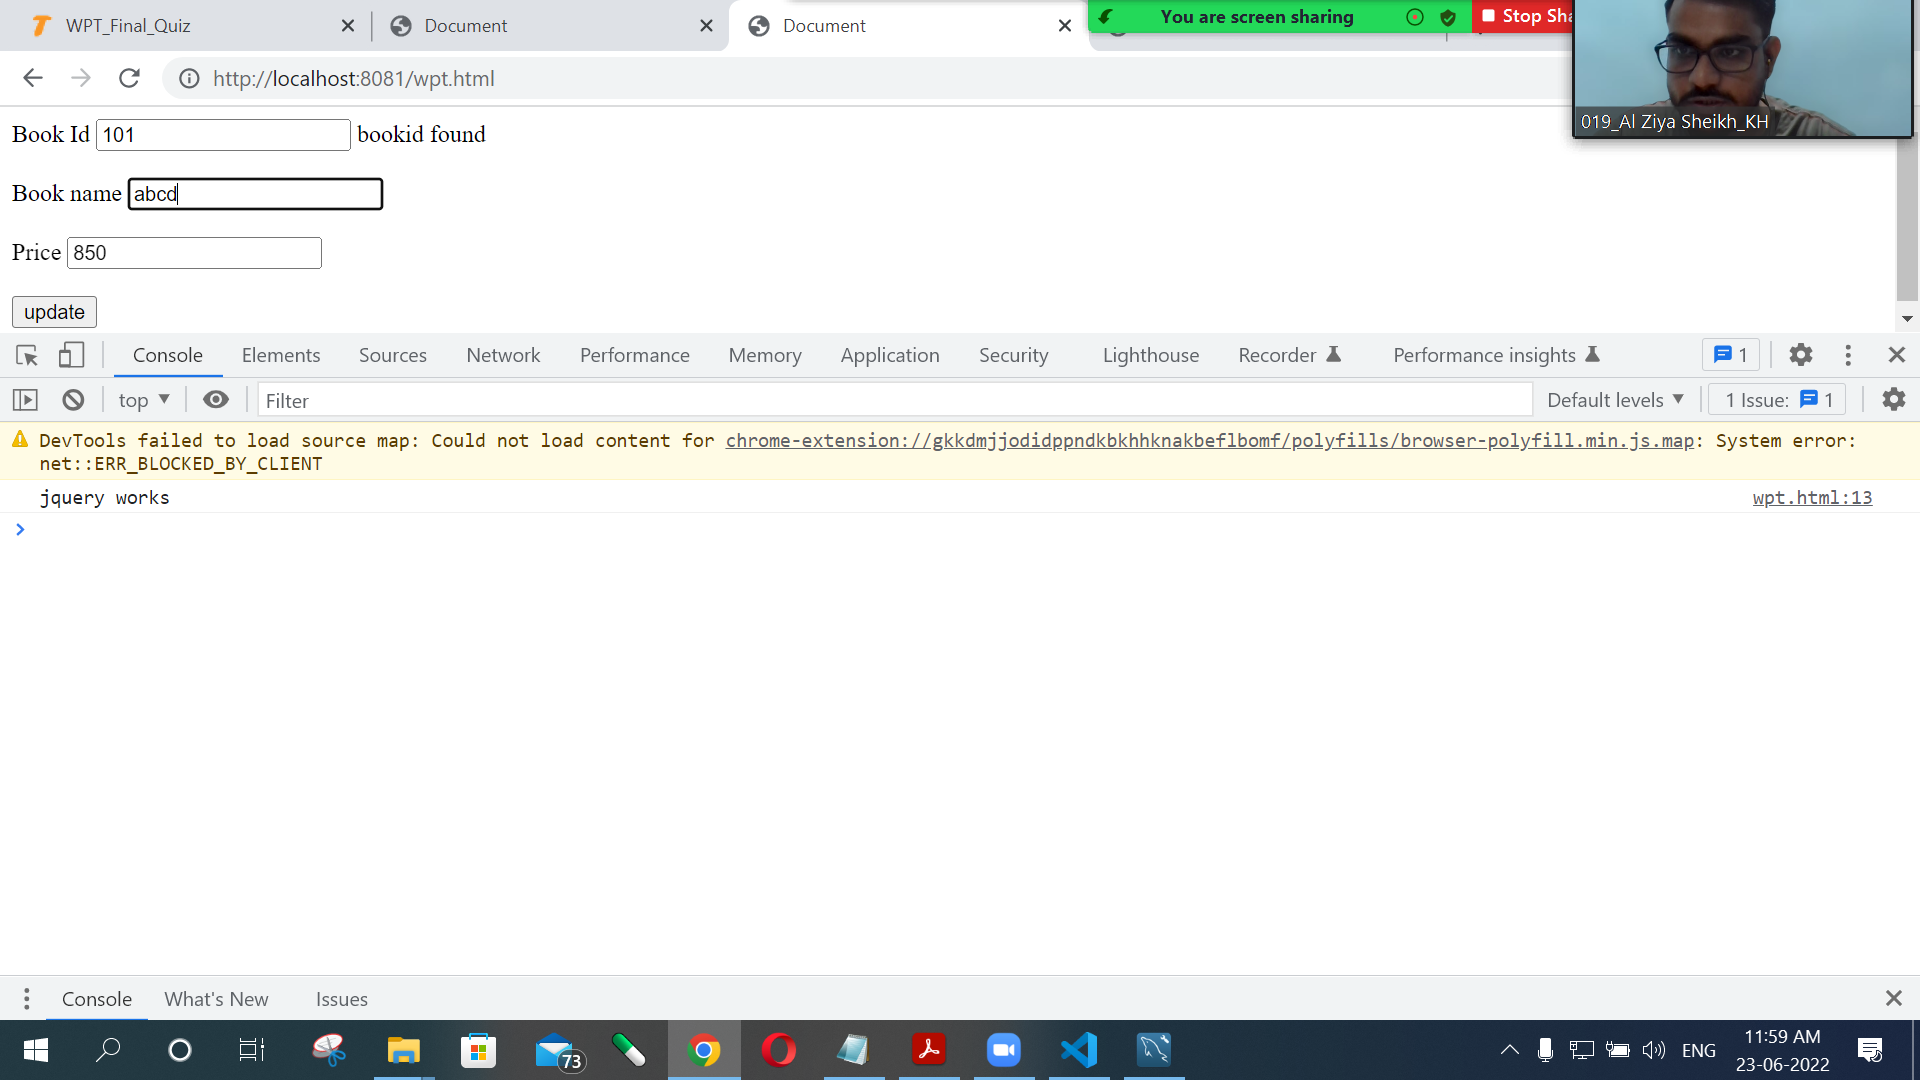 WPT_Final_Quiz
Document
Document
You are screen sharing
Stop Sha
http://localhost:8081/wpt.html
019_Al Ziya Sheikh_KH
Book Id 101 bookid found
Book name abcd
Price 850
update
Console Elements Sources Network Performance Memory Application Security Lighthouse Recorder Performance insights 1
top Filter Default levels 1 Issue: 1
DevTools failed to load source map: Could not load content for chrome-extension://gkkdmjjodidppndkbkhhknakbeflbomf/polyfills/browser-polyfill.min.js.map: System error:
net::ERR_BLOCKED_BY_CLIENT
jquery works wpt.html:13
Console What's New Issues
73
ENG
11:59 AM
23-06-2022